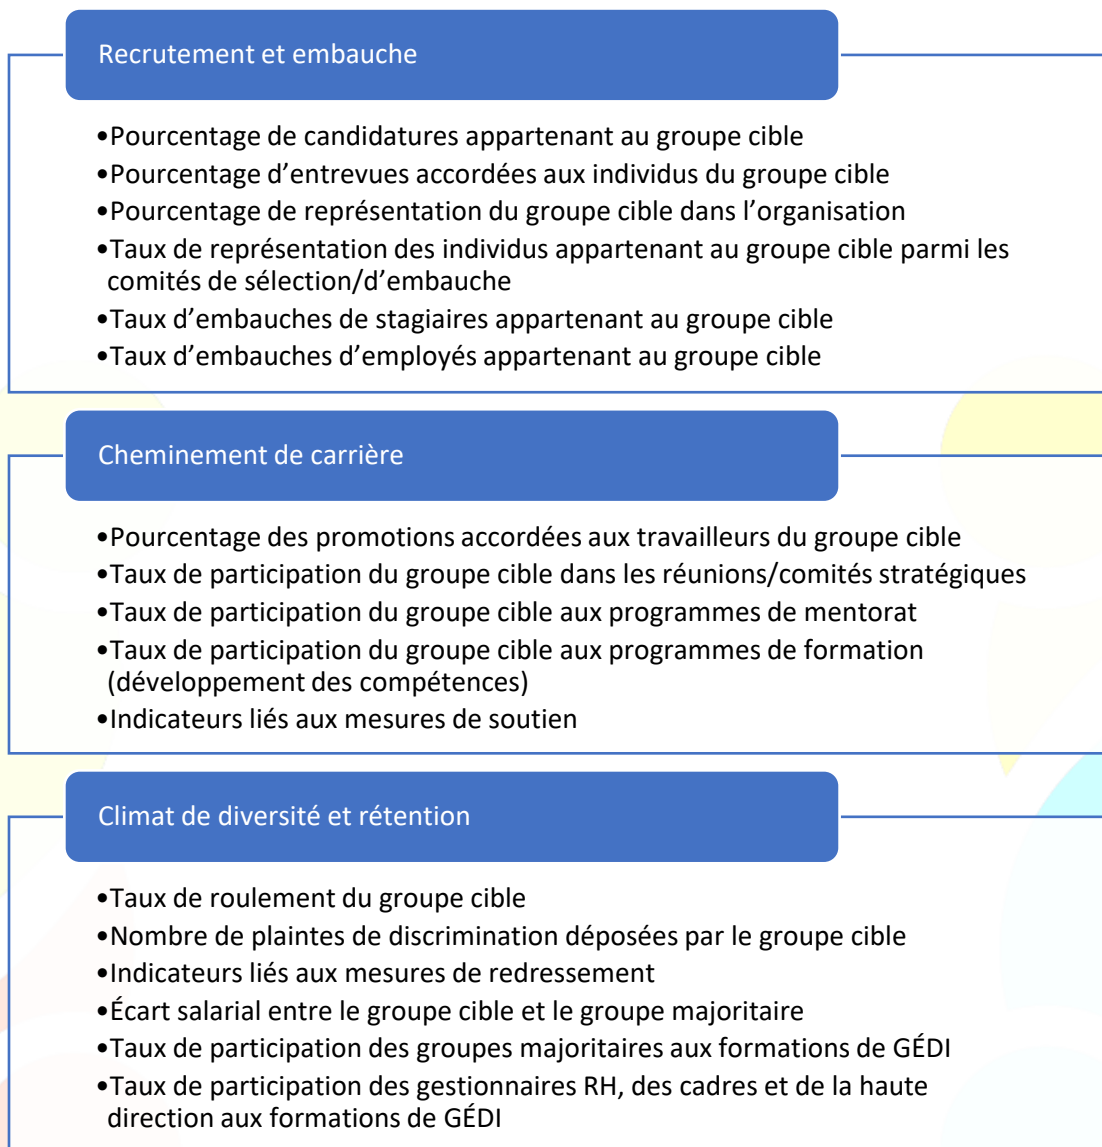 Recrutement et embauche
•Pourcentage de candidatures appartenant au groupe cible
•Pourcentage d’entrevues accordées aux individus du groupe cible
•Pourcentage de représentation du groupe cible dans l’organisation
•Taux de représentation des individus appartenant au groupe cible parmi les
comités de sélection/d’embauche
•Taux d’embauches de stagiaires appartenant au groupe cible
•Taux d’embauches d’employés appartenant au groupe cible
Cheminement de carrière
•Pourcentage des promotions accordées aux travailleurs du groupe cible
•Taux de participation du groupe cible dans les réunions/comités stratégiques
•Taux de participation du groupe cible aux programmes de mentorat
•Taux de participation du groupe cible aux programmes de formation
(développement des compétences)
•Indicateurs liés aux mesures de soutien
Climat de diversité et rétention
•Taux de roulement du groupe cible
•Nombre de plaintes de discrimination déposées par le groupe cible
•Indicateurs liés aux mesures de redressement
•Écart salarial entre le groupe cible et le groupe majoritaire
•Taux de participation des groupes majoritaires aux formations de GÉDI
•Taux de participation des gestionnaires RH, des cadres et de la haute
direction aux formations de GÉDI